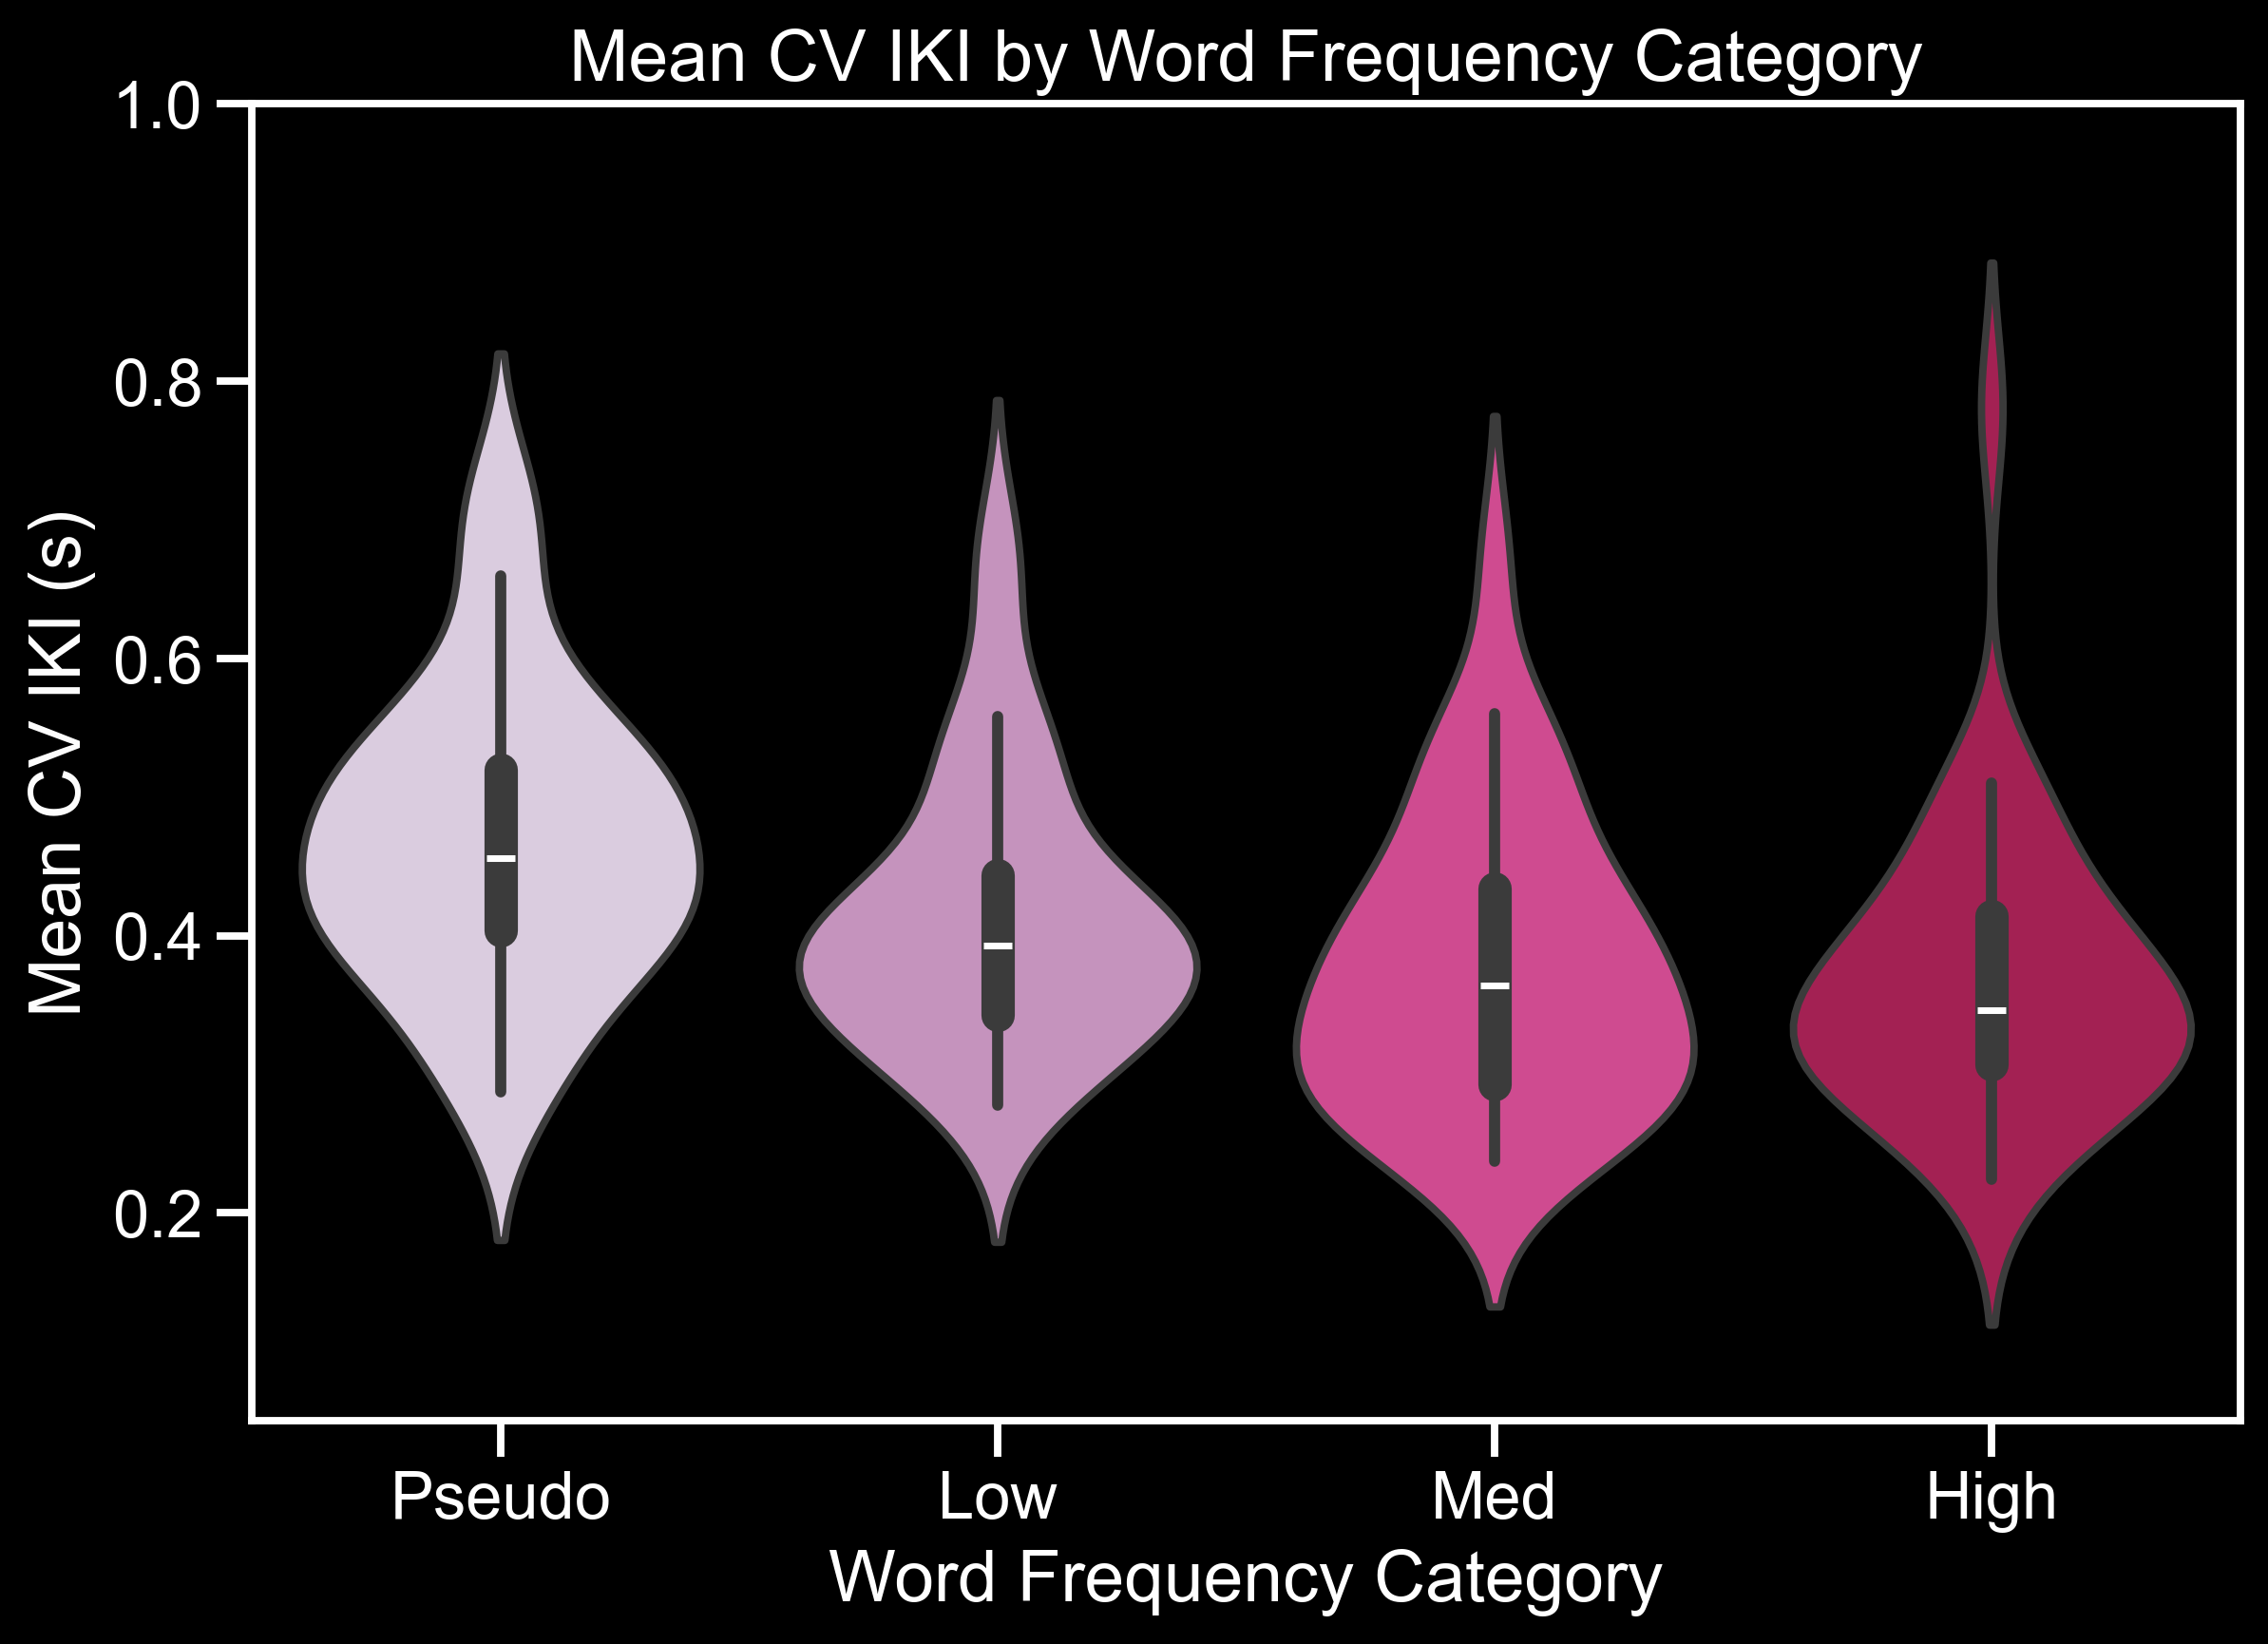 Mean CV IKI by Word Frequency Category
1.0
0.8
0.6
0.4
0.2
Mean CV IKI (s)
Pseudo Low Med High
Word Frequency Category